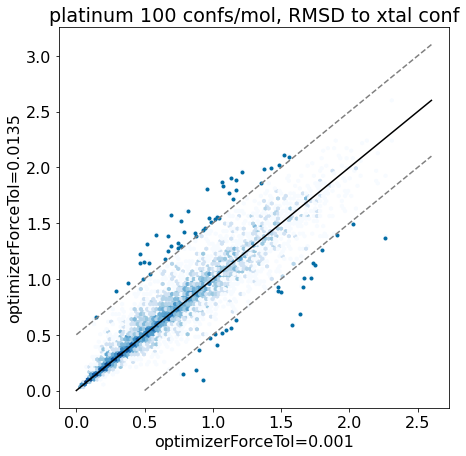 platinum 100 confs/mol, RMSD to xtal conf
optimizerForceTol=0.0135
3.0
2.5
2.0
1.5
1.0
0.5
0.0
0.0 0.5 1.0 1.5 2.0 2.5
optimizerForceTol=0.001